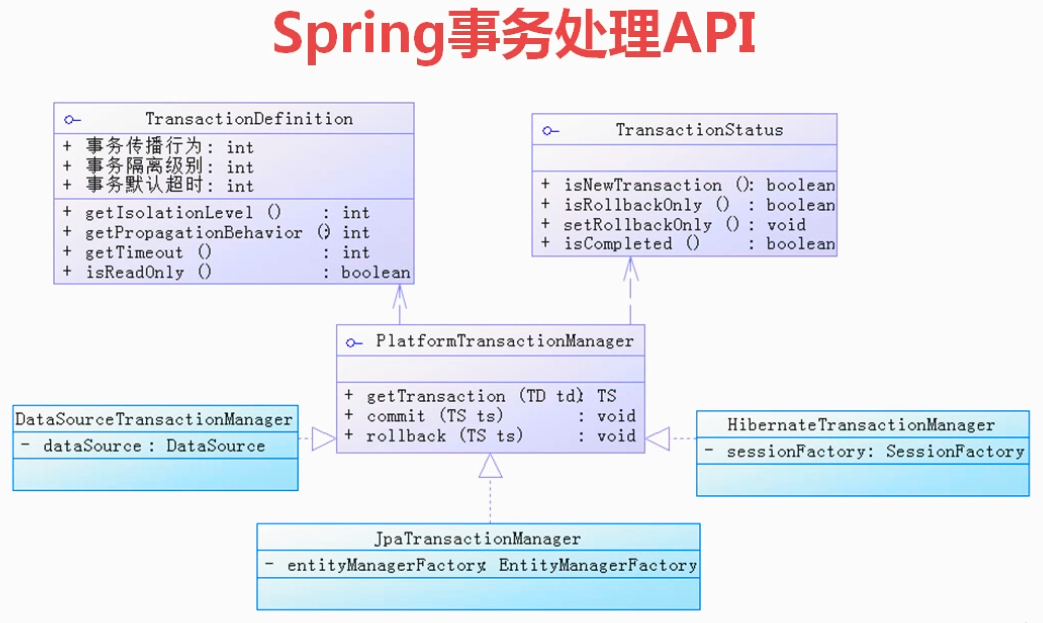 Spring事务处理API
TransactionDefinition
+ 事务传播行为 : int
+ 事务隔离级别 : int
+ 事务默认超时 : int
+ getIsolationLevel () : int
+ getPropagationBehavior () : int
+ getTimeout () : int
+ isReadOnly () : boolean
TransactionStatus
+ isNewTransaction () : boolean
+ isRollbackOnly () : boolean
+ setRollbackOnly () : void
+ isCompleted () : boolean
PlatformTransactionManager
+ getTransaction (TD td) : TS
+ commit (TS ts) : void
+ rollback (TS ts) : void
DataSourceTransactionManager
- dataSource : DataSource
HibernateTransactionManager
- sessionFactory : SessionFactory
JpaTransactionManager
- entityManagerFactory : EntityManagerFactory